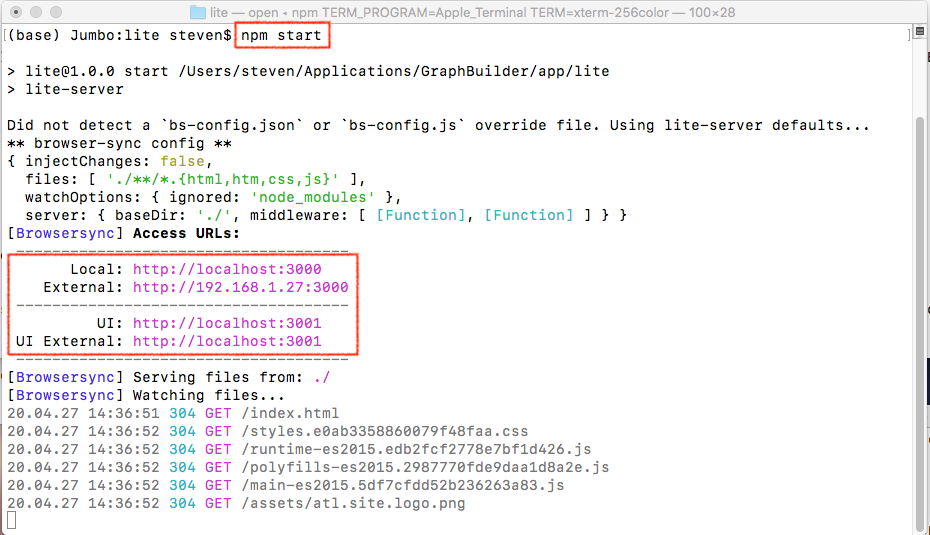 lite — open • npm TERM_PROGRAM=Apple_Terminal TERM=xterm-256color — 100×28
[(base) Jumbo:lite steven$ npm start ]
> lite@1.0.0 start /Users/steven/Applications/GraphBuilder/app/lite
> lite-server
Did not detect a `bs-config.json` or `bs-config.js` override file. Using lite-server defaults...
** browser-sync config **
{ injectChanges: false,
  files: [ './**/*.{html,htm,css,js}' ],
  watchOptions: { ignored: 'node_modules' },
  server: { baseDir: './', middleware: [ [Function], [Function] ] } }
[Browsersync] Access URLs:
 -------------------------------------
       Local: http://localhost:3000
    External: http://192.168.1.27:3000
 -------------------------------------
          UI: http://localhost:3001
 UI External: http://localhost:3001
 -------------------------------------
[Browsersync] Serving files from: ./
[Browsersync] Watching files...
20.04.27 14:36:51 304 GET /index.html
20.04.27 14:36:52 304 GET /styles.e0ab3358860079f48faa.css
20.04.27 14:36:52 304 GET /runtime-es2015.edb2fcf2778e7bf1d426.js
20.04.27 14:36:52 304 GET /polyfills-es2015.2987770fde9daa1d8a2e.js
20.04.27 14:36:52 304 GET /main-es2015.5df7cfdd52b236263a83.js
20.04.27 14:36:52 304 GET /assets/atl.site.logo.png